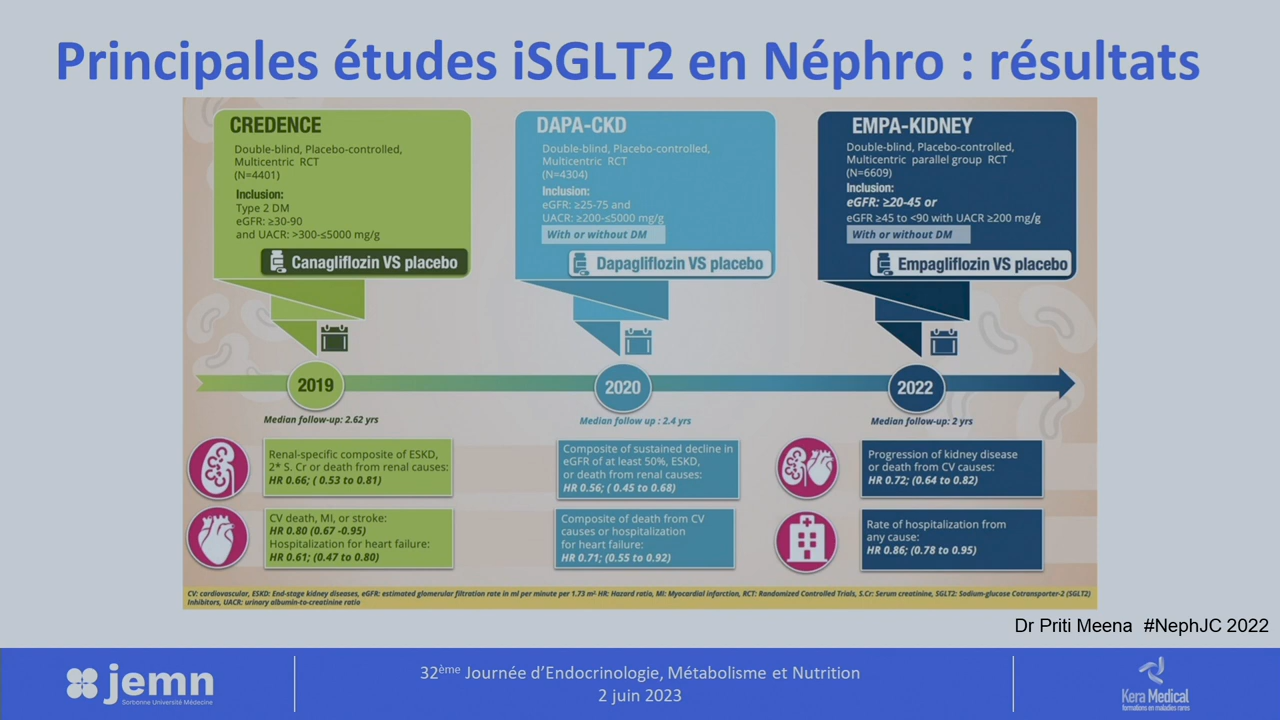 Principales études iSGLT2 en Néphro : résultats
CREDENCE
Double-blind, Placebo-controlled,
Multicentric RCT
(N=4401)
Inclusion:
Type 2 DM
eGFR: ≥30-90
and UACR: >300-≤5000 mg/g
Canagliflozin VS placebo
DAPA-CKD
Double-blind, Placebo-controlled,
Multicentric RCT
(N=4304)
Inclusion:
eGFR: ≥25-75 and
UACR: ≥200-≤5000 mg/g
With or without DM
Dapagliflozin VS placebo
EMPA-KIDNEY
Double-blind, Placebo-controlled,
Multicentric parallel group RCT
(N=6609)
Inclusion:
eGFR: ≥20-45 or
eGFR ≥45 to <90 with UACR ≥200 mg/g
With or without DM
Empagliflozin VS placebo
2019
2020
2022
Median follow-up: 2.62 yrs
Median follow up : 2.4 yrs
Median follow-up: 2 yrs
Renal-specific composite of ESKD,
2* S. Cr or death from renal causes:
HR 0.66; ( 0.53 to 0.81)
Composite of sustained decline in
eGFR of at least 50%, ESKD,
or death from renal causes:
HR 0.56; ( 0.45 to 0.68)
Progression of kidney disease
or death from CV causes:
HR 0.72; (0.64 to 0.82)
CV death, MI, or stroke:
HR 0.80 (0.67 -0.95)
Hospitalization for heart failure:
HR 0.61; (0.47 to 0.80)
Composite of death from CV
causes or hospitalization
for heart failure:
HR 0.71; (0.55 to 0.92)
Rate of hospitalization from
any cause:
HR 0.86; (0.78 to 0.95)
CV: cardiovascular, ESKD: End-stage kidney diseases, eGFR: estimated glomerular filtration rate in ml per minute per 1.73 m² HR: Hazard ratio, MI: Myocardial infarction, RCT: Randomized Controlled Trials, S.Cr: Serum creatinine, SGLT2: Sodium-glucose Cotransporter-2 (SGLT2)
Inhibitors, UACR: urinary albumin-to-creatinine ratio
Dr Priti Meena #NephJC 2022
jemn
Sorbonne Université Médecine
32ème Journée d'Endocrinologie, Métabolisme et Nutrition
2 juin 2023
Kera Medical
formations en maladies rares